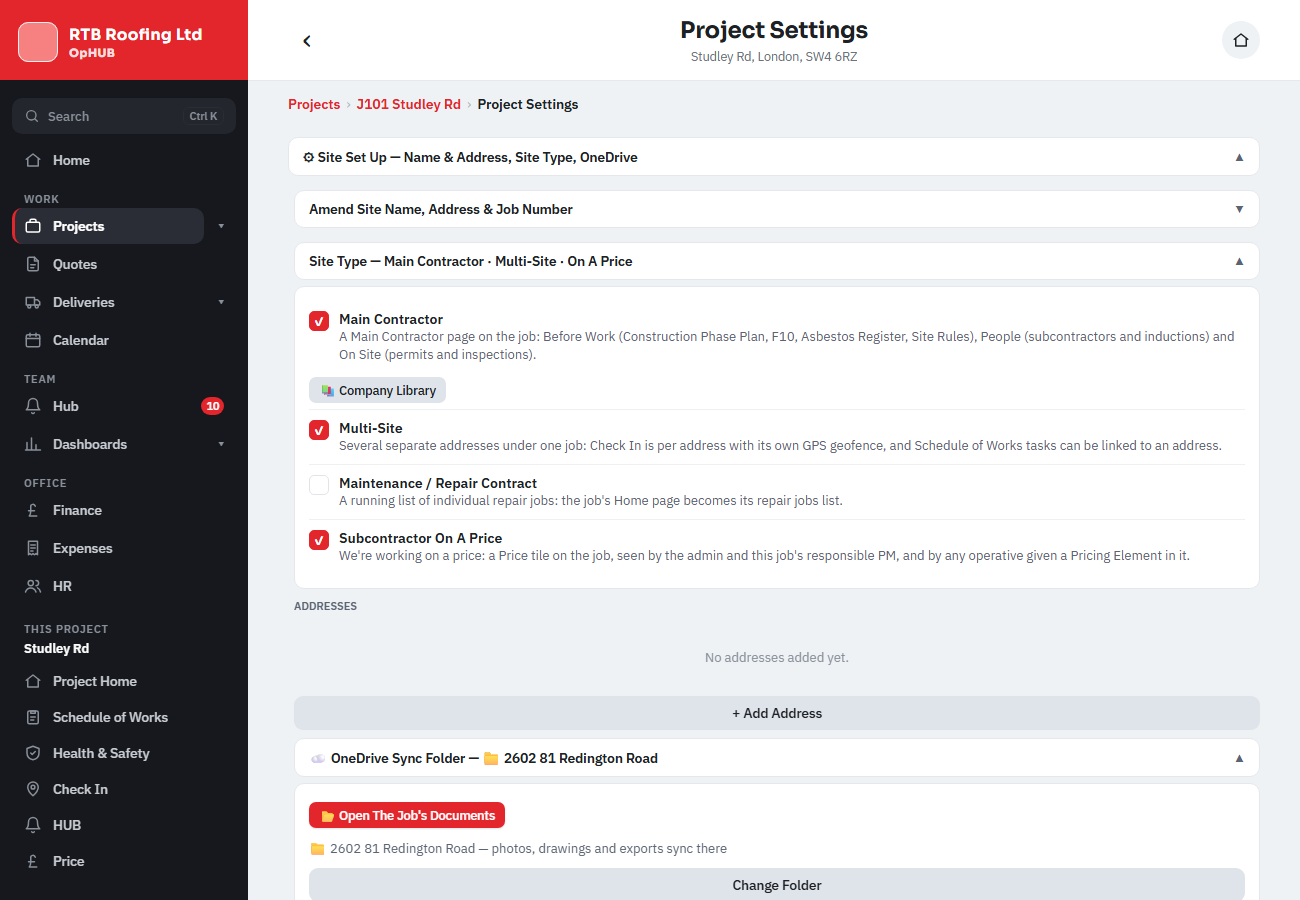 RTB Roofing Ltd
OpHUB
Search
Ctrl K
Home
WORK
Projects
Quotes
Deliveries
Calendar
TEAM
Hub
10
Dashboards
OFFICE
Finance
Expenses
HR
THIS PROJECT
Studley Rd
Project Home
Schedule of Works
Health & Safety
Check In
HUB
Price
Project Settings
Studley Rd, London, SW4 6RZ
Projects › J101 Studley Rd › Project Settings
Site Set Up — Name & Address, Site Type, OneDrive
Amend Site Name, Address & Job Number
Site Type — Main Contractor · Multi-Site · On A Price
Main Contractor
A Main Contractor page on the job: Before Work (Construction Phase Plan, F10, Asbestos Register, Site Rules), People (subcontractors and inductions) and
On Site (permits and inspections).
Company Library
Multi-Site
Several separate addresses under one job: Check In is per address with its own GPS geofence, and Schedule of Works tasks can be linked to an address.
Maintenance / Repair Contract
A running list of individual repair jobs: the job's Home page becomes its repair jobs list.
Subcontractor On A Price
We're working on a price: a Price tile on the job, seen by the admin and this job's responsible PM, and by any operative given a Pricing Element in it.
ADDRESSES
No addresses added yet.
+ Add Address
OneDrive Sync Folder — 2602 81 Redington Road
Open The Job's Documents
2602 81 Redington Road — photos, drawings and exports sync there
Change Folder